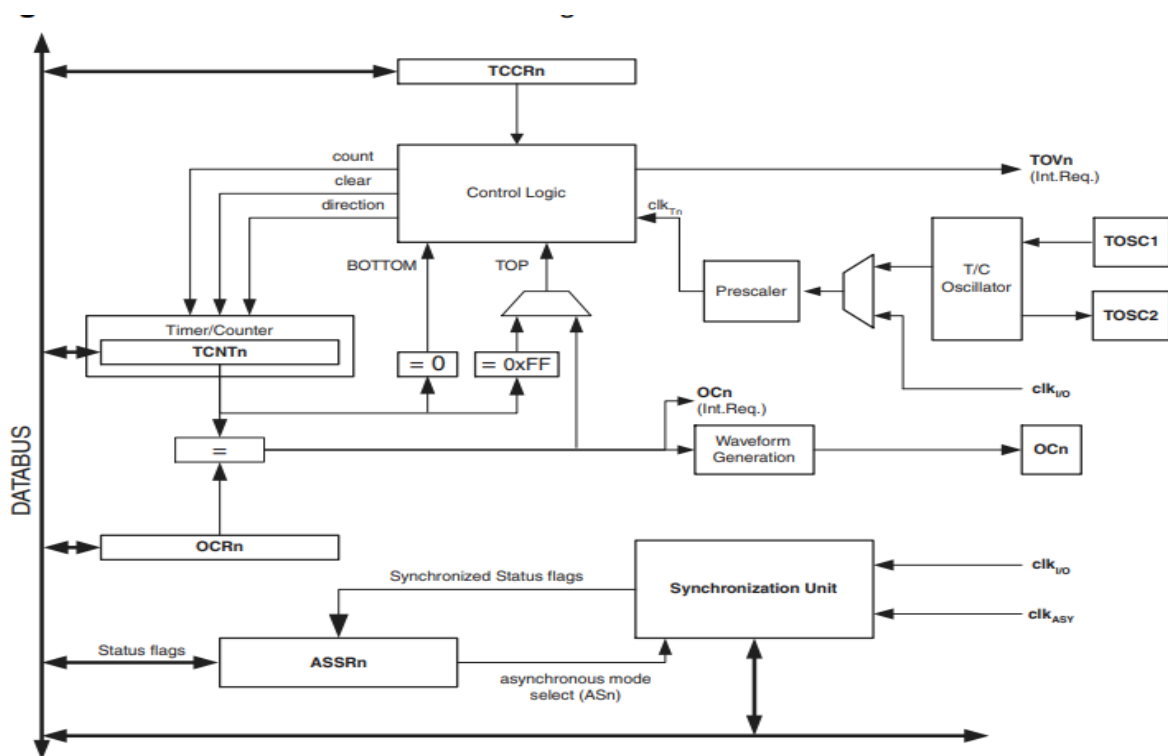 TCCRn
count
clear
direction
Control Logic
TOVn
(Int.Req.)
clkTn
BOTTOM
TOP
TOSC1
T/C
Oscillator
Prescaler
TOSC2
Timer/Counter
TCNTn
= 0
= 0xFF
clkI/O
OCn
(Int.Req.)
=
Waveform
Generation
OCn
DATABUS
OCRn
Synchronized Status flags
Synchronization Unit
clkI/O
clkASY
Status flags
ASSRn
asynchronous mode
select (ASn)